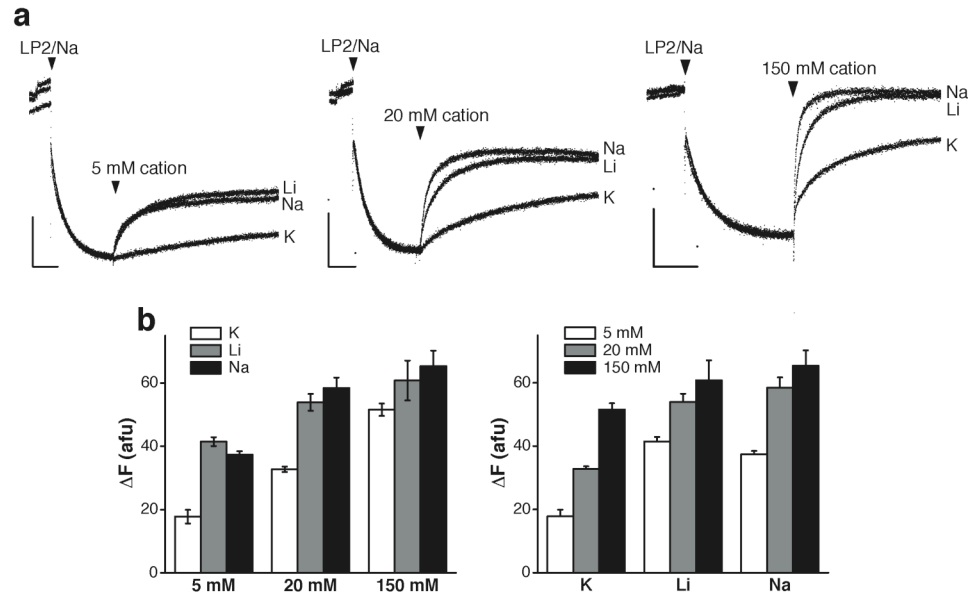 a
LP2/Na
5 mM cation
Li
Na
K
LP2/Na
20 mM cation
Na
Li
K
LP2/Na
150 mM cation
Na
Li
K
b
K
Li
Na
ΔF (afu)
60
40
20
0
5 mM
20 mM
150 mM
5 mM
20 mM
150 mM
ΔF (afu)
60
40
20
0
K
Li
Na